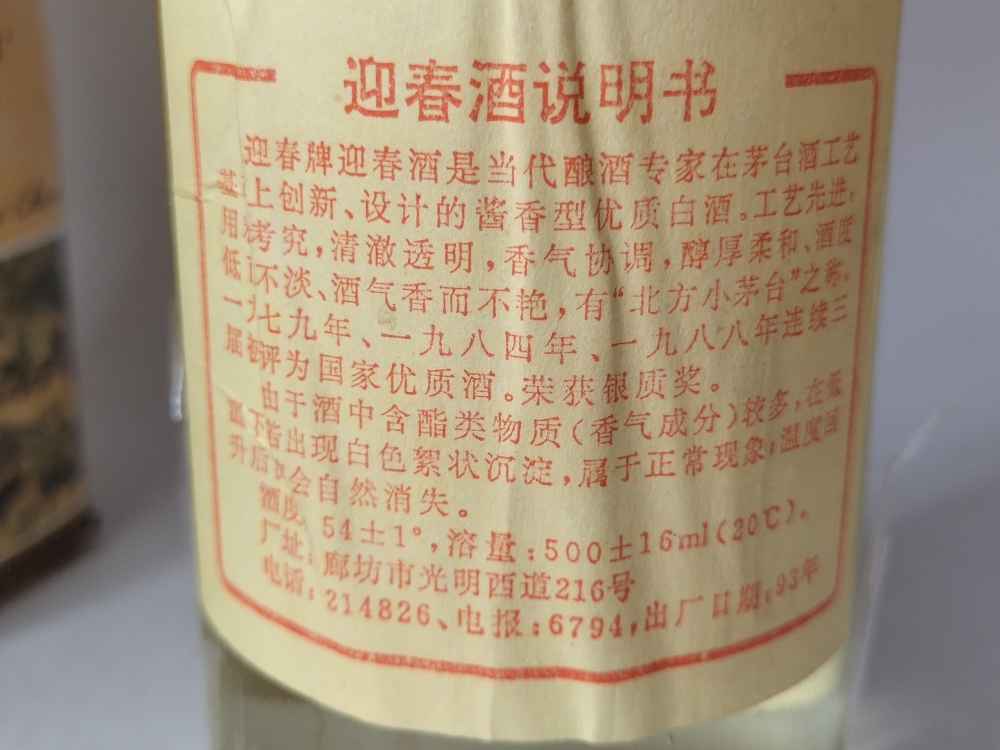 迎春酒说明书
迎春牌迎春酒是当代酿酒专家在茅台酒工艺
基上创新、设计的酱香型优质白酒。工艺先进,
用考究,清澈透明,香气协调,醇厚柔和、酒度
低不淡、酒气香而不艳,有“北方小茅台”之称。
一九七九年、一九八四年、一九八八年连续三
届被评为国家优质酒。荣获银质奖。
由于酒中含酯类物质(香气成分)较多,在低
温下若出现白色絮状沉淀,属于正常现象;温度回
升后会自然消失。
酒度:54±1°,溶量:500±16ml(20℃)。
厂址:廊坊市光明西道216号
电话:214826、电报:6794,出厂日期:93年